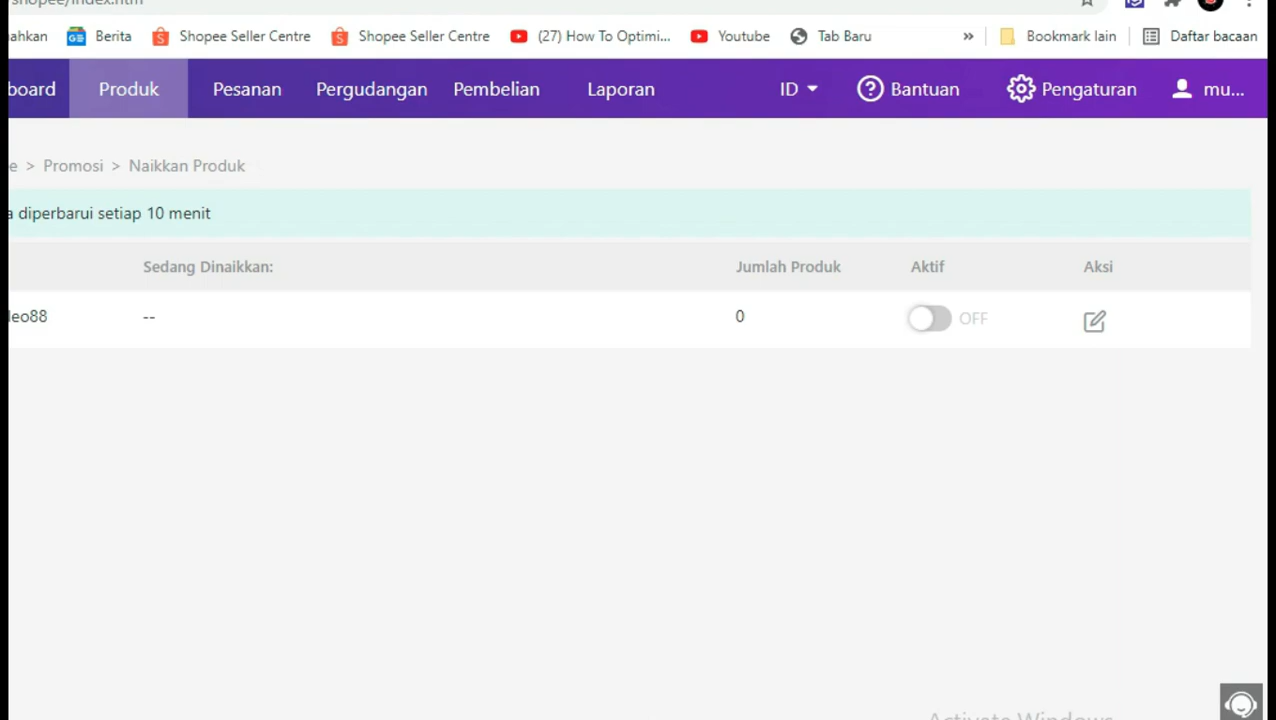 shopee/index.htm
ahkan Berita Shopee Seller Centre Shopee Seller Centre (27) How To Optimi... Youtube Tab Baru » Bookmark lain Daftar bacaan
board Produk Pesanan Pergudangan Pembelian Laporan ID Bantuan Pengaturan mu...
e > Promosi > Naikkan Produk
a diperbarui setiap 10 menit
Sedang Dinaikkan: Jumlah Produk Aktif Aksi
leo88 -- 0 OFF
Activate Windows